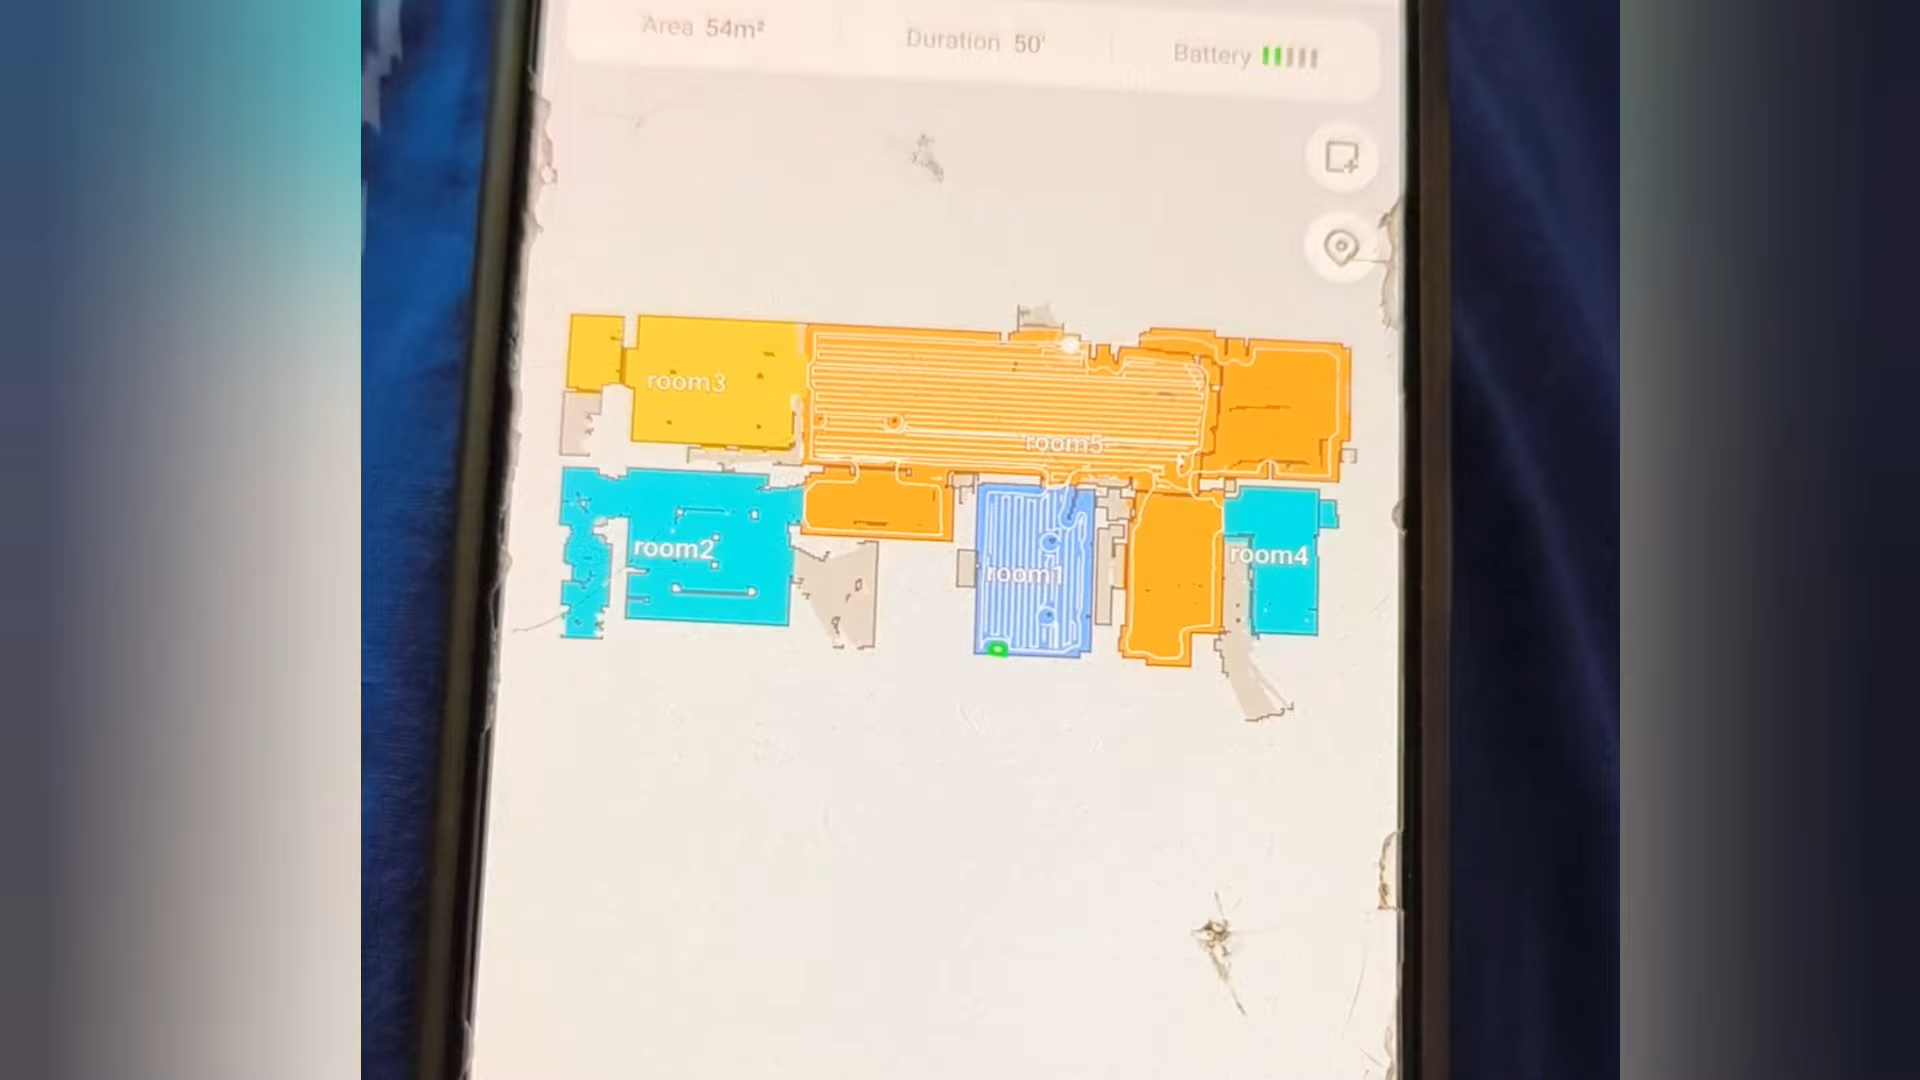 Area 54m²
Duration 50'
Battery
room3
room5
room2
room1
room4